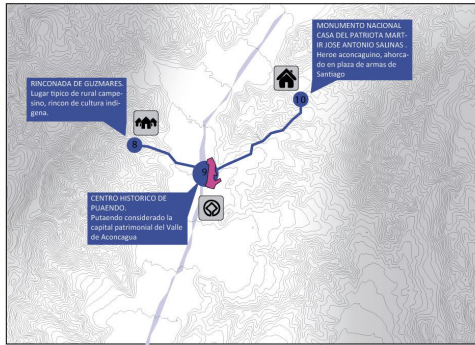 MONUMENTO NACIONAL
CASA DEL PATRIOTA MART-
IR JOSE ANTONIO SALINAS .
Heroe aconcaguino, ahorca-
do en plaza de armas de
Santiago
RINCONADA DE GUZMARES.
Lugar tipico de rural campe-
sino, rincon de cultura indi-
gena.
10
8
9
CENTRO HISTORICO DE
PUAENDO.
Putaendo considerado la
capital patrimonial del Valle
de Aconcagua